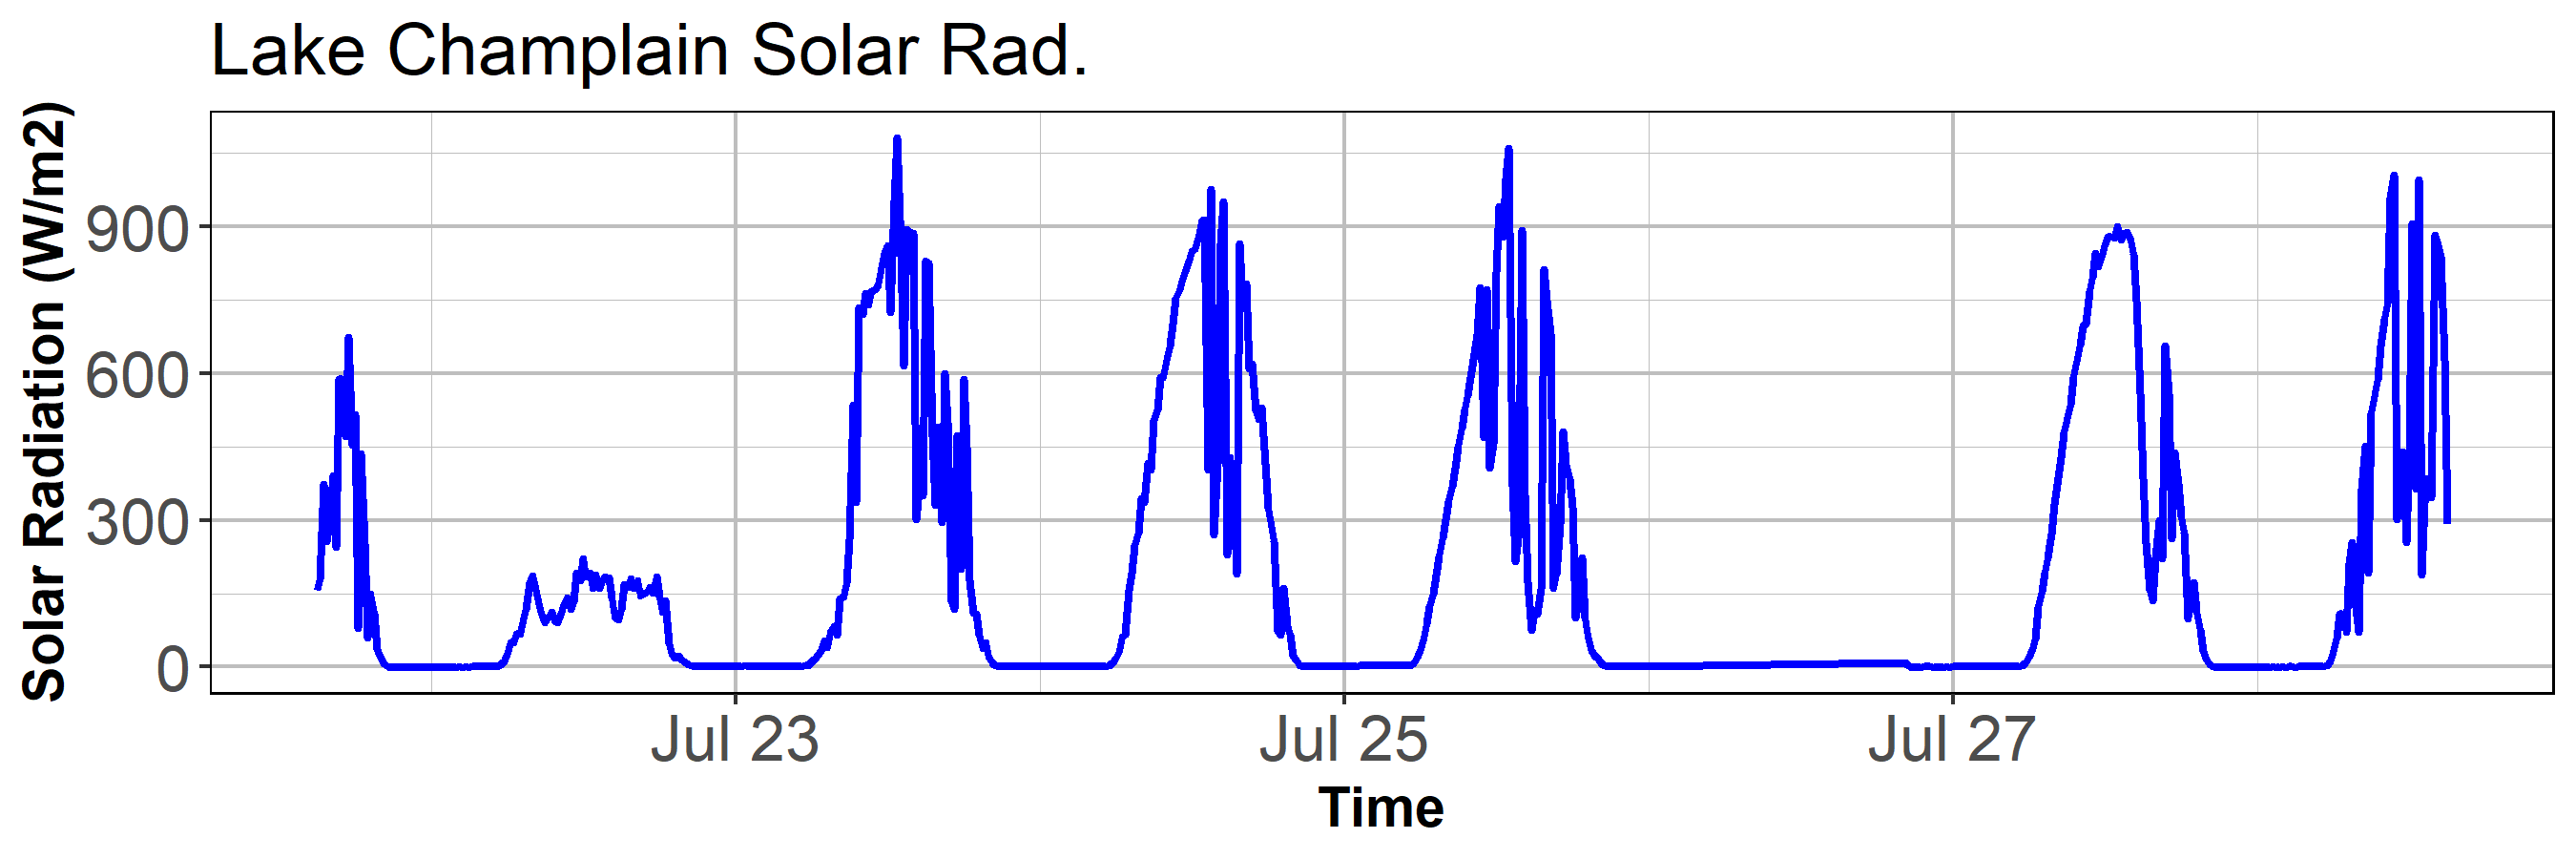 Lake Champlain Solar Rad.
Solar Radiation (W/m2)
900
600
300
0
Jul 23 Jul 25 Jul 27
Time